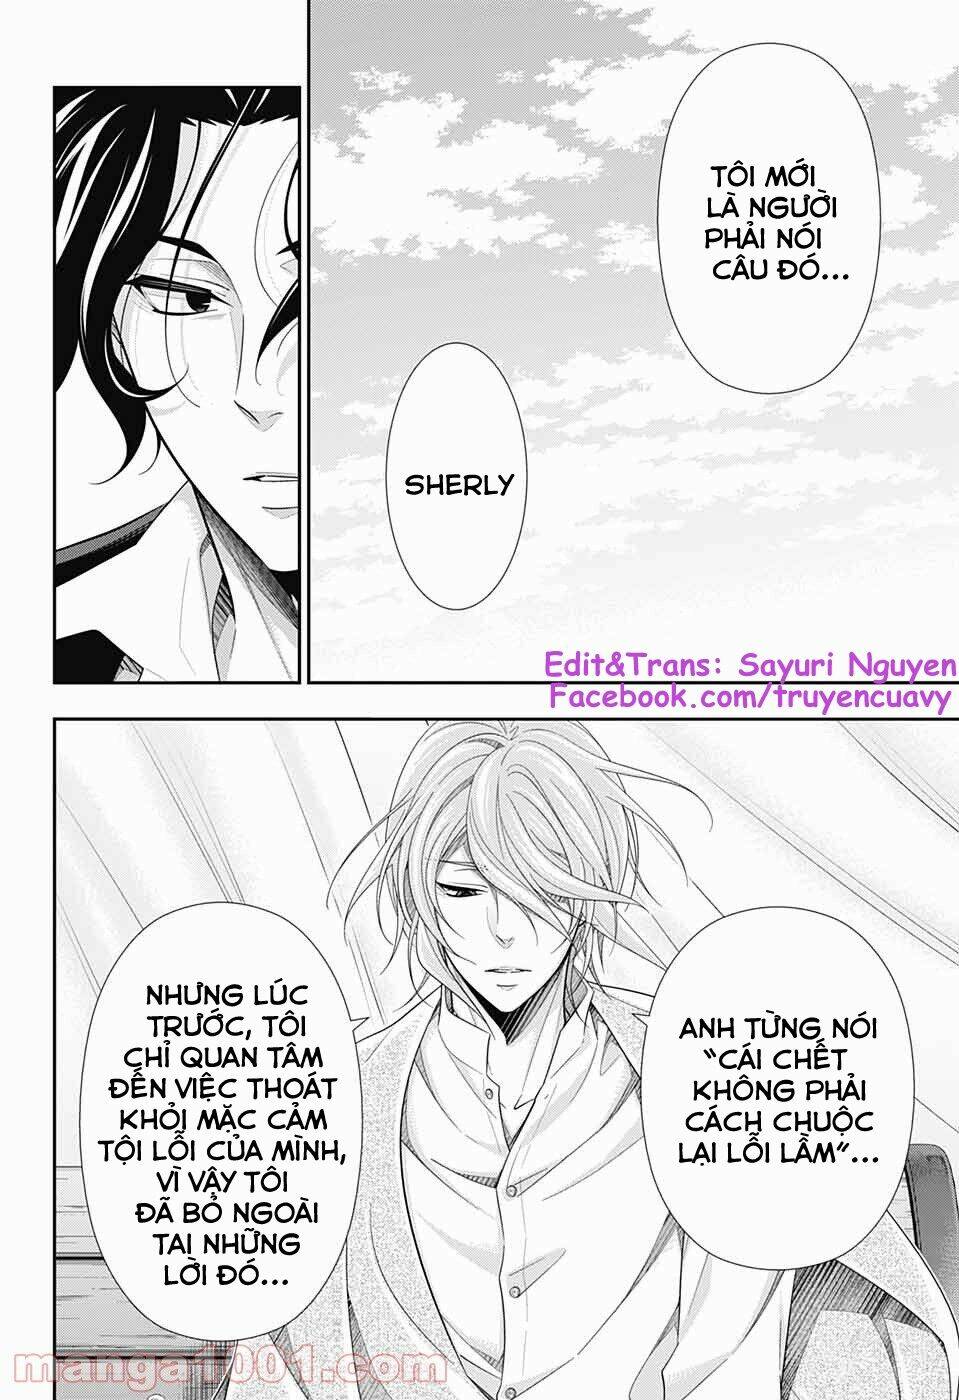 TÔI MỚI
LÀ NGƯỜI
PHẢI NÓI
CÂU ĐÓ...
SHERLY
Edit&Trans: Sayuri Nguyen
Facebook.com/truyencuavy
ANH TỪNG NÓI
"CÁI CHẾT
KHÔNG PHẢI
CÁCH CHUỘC
LẠI LỖI LẦM"...
NHƯNG LÚC
TRƯỚC, TÔI
CHỈ QUAN TÂM
ĐẾN VIỆC THOÁT
KHỎI MẶC CẢM
TỘI LỖI CỦA MÌNH,
VÌ VẬY TÔI
ĐÃ BỎ NGOÀI
TAI NHỮNG
LỜI ĐÓ...
manga1001.com